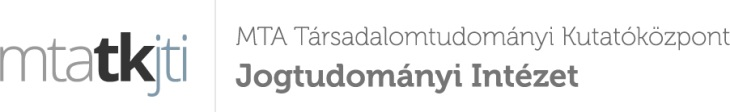 mtatkjti
MTA Társadalomtudományi Kutatóközpont
Jogtudományi Intézet